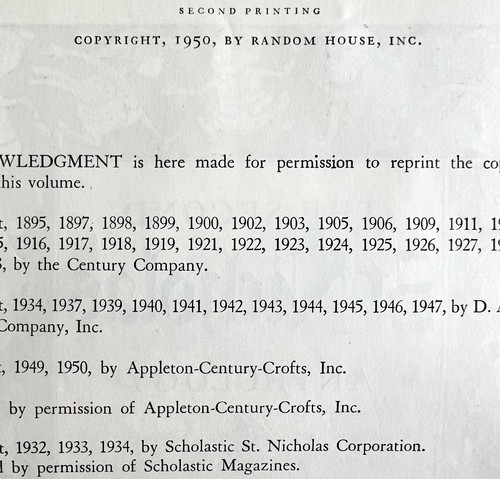 SECOND PRINTING
COPYRIGHT, 1950, BY RANDOM HOUSE, INC.
WLEDGMENT is here made for permission to reprint the co
this volume.
t, 1895, 1897, 1898, 1899, 1900, 1902, 1903, 1905, 1906, 1909, 1911, 1
5, 1916, 1917, 1918, 1919, 1921, 1922, 1923, 1924, 1925, 1926, 1927, 1
, by the Century Company.
t, 1934, 1937, 1939, 1940, 1941, 1942, 1943, 1944, 1945, 1946, 1947, by D. A
Company, Inc.
t, 1949, 1950, by Appleton-Century-Crofts, Inc.
by permission of Appleton-Century-Crofts, Inc.
t, 1932, 1933, 1934, by Scholastic St. Nicholas Corporation.
d by permission of Scholastic Magazines.